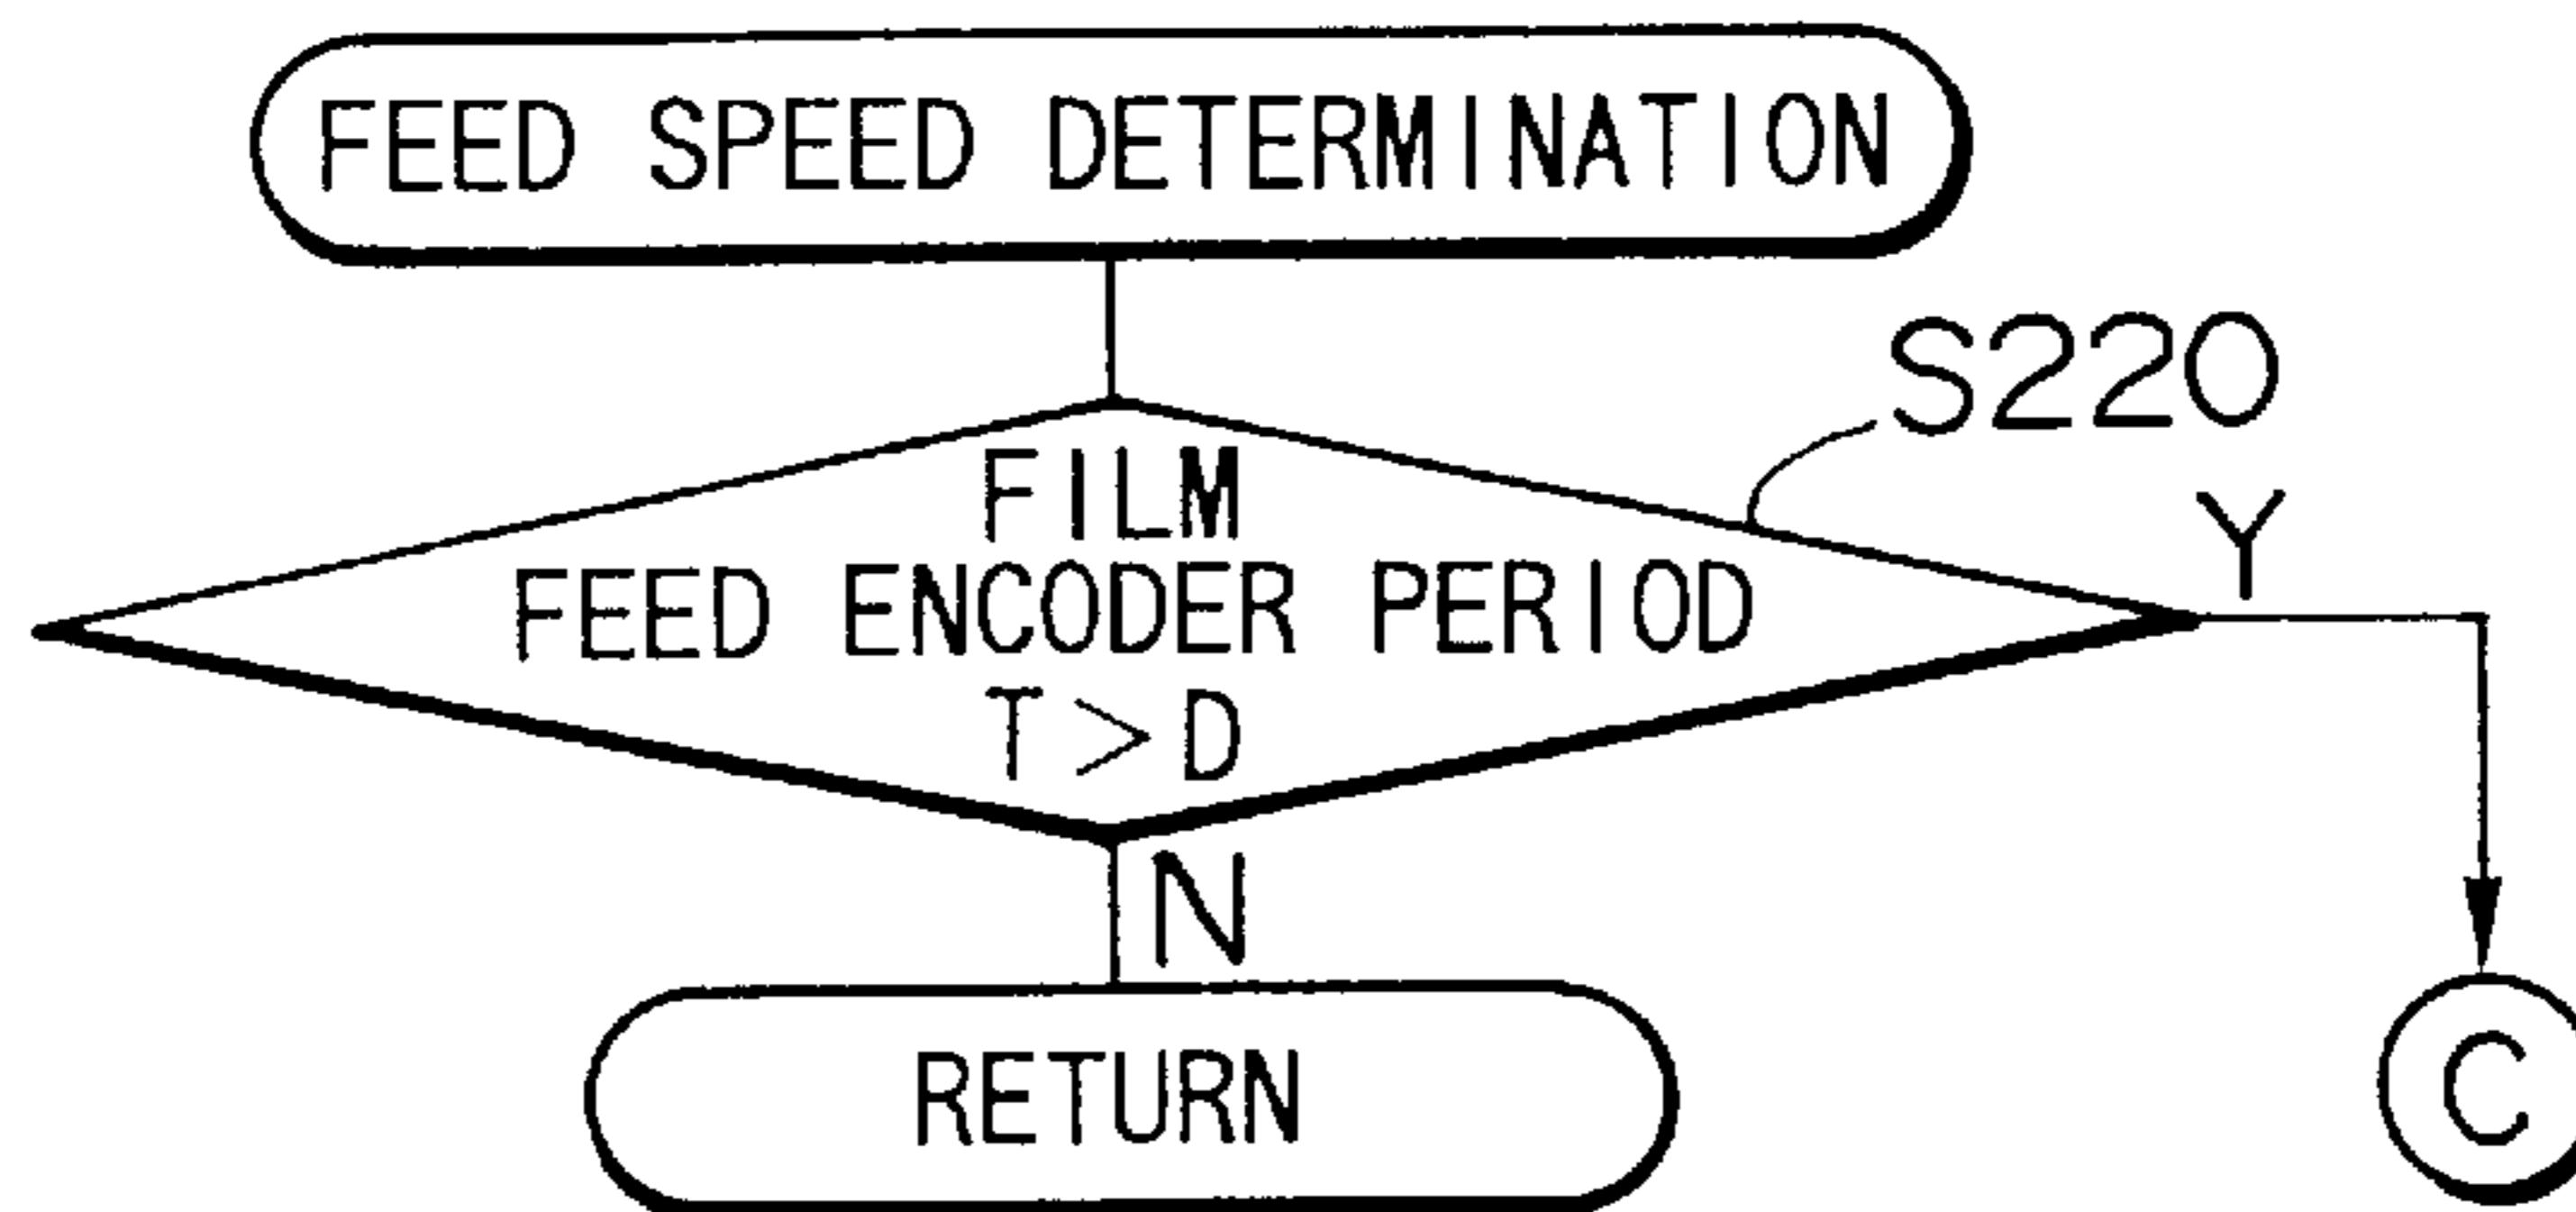 FEED SPEED DETERMINATION
S220
FILM
FEED ENCODER PERIOD
T>D
Y
N
RETURN
C